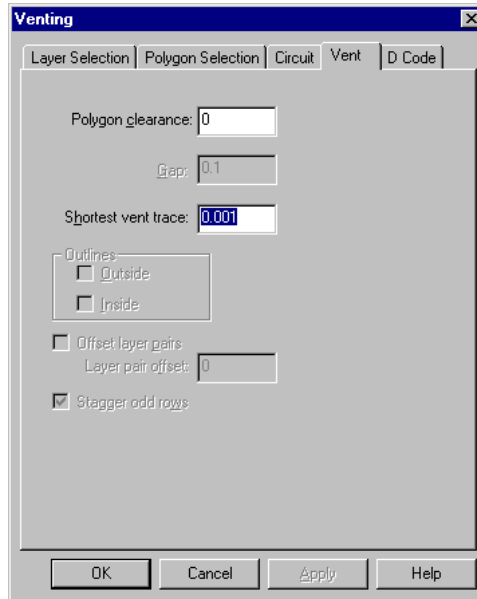 Venting
Layer Selection Polygon Selection Circuit Vent D Code
Polygon clearance: 0
Gap: 0.1
Shortest vent trace: 0.001
Outlines
Outside
Inside
Offset layer pairs
Layer pair offset: 0
Stagger odd rows
OK Cancel Apply Help